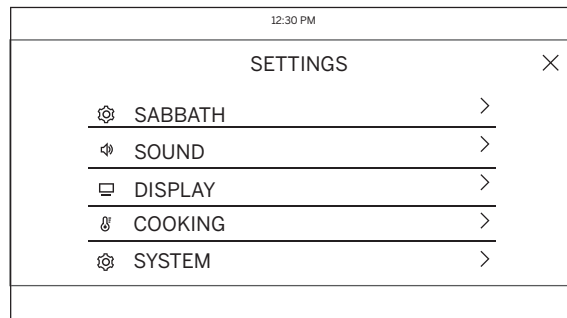 12:30 PM
SETTINGS
SABBATH
SOUND
DISPLAY
COOKING
SYSTEM